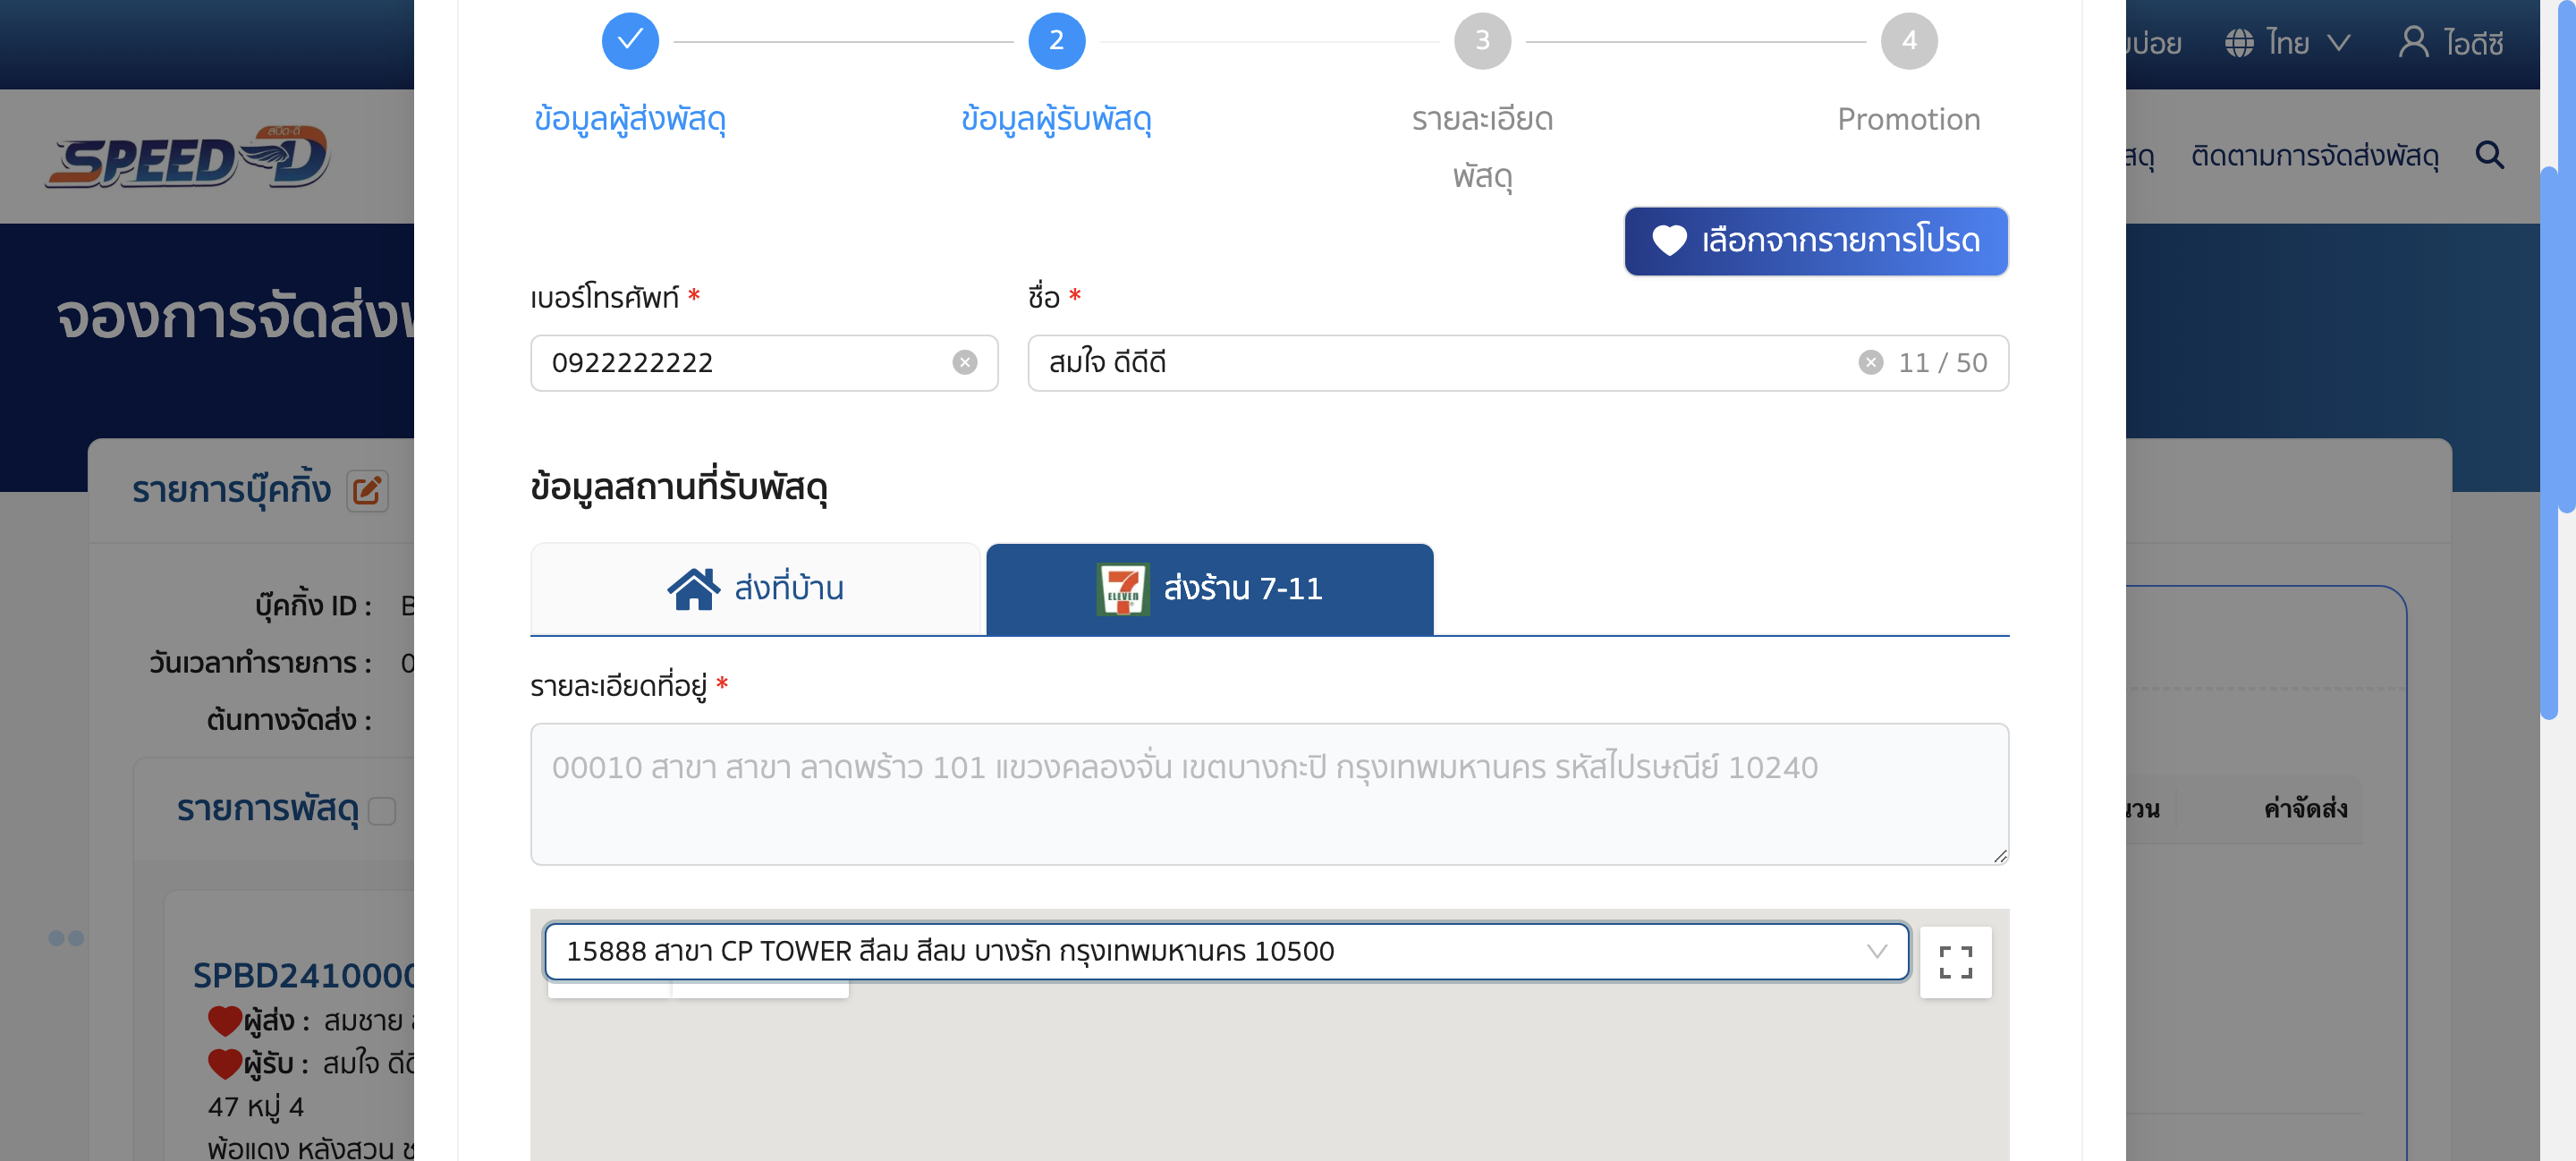 2
3
4
ข้อมูลผู้ส่งพัสดุ
ข้อมูลผู้รับพัสดุ
รายละเอียด
พัสดุ
Promotion
บ่อย
ไทย
ไอดีซี
สปีด-ดี
SPEED-D
ติดตามการจัดส่งพัสดุ
เลือกจากรายการโปรด
จองการจัดส่ง
เบอร์โทรศัพท์ *
ชื่อ *
0922222222
สมใจ ดีดีดี
11 / 50
รายการบุ๊คกิ้ง
ข้อมูลสถานที่รับพัสดุ
ส่งที่บ้าน
7 ELEVEN
ส่งร้าน 7-11
บุ๊คกิ้ง ID :
วันเวลาทำรายการ :
ต้นทางจัดส่ง :
รายละเอียดที่อยู่ *
00010 สาขา สาขา ลาดพร้าว 101 แขวงคลองจั่น เขตบางกะปิ กรุงเทพมหานคร รหัสไปรษณีย์ 10240
รายการพัสดุ
ค่าจัดส่ง
15888 สาขา CP TOWER สีลม สีลม บางรัก กรุงเทพมหานคร 10500
SPBD241000
ผู้ส่ง : สมชาย
ผู้รับ : สมใจ
47 หมู่ 4
พ้อแดง หลังสวน